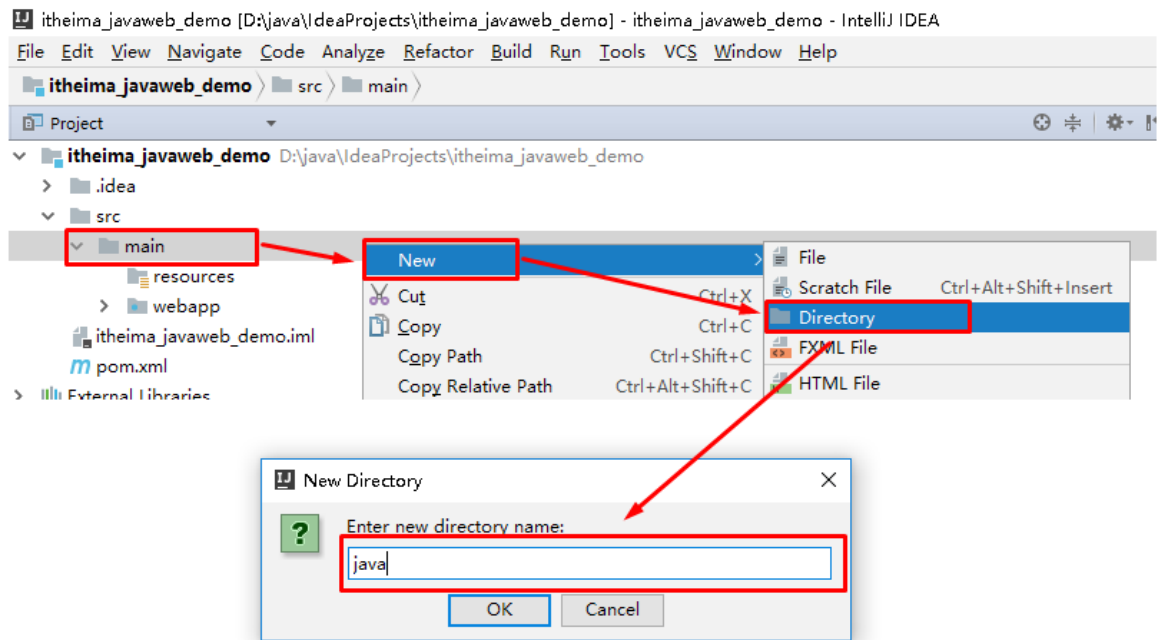 itheima_javaweb_demo [D:\java\IdeaProjects\itheima_javaweb_demo] - itheima_javaweb_demo - IntelliJ IDEA
File Edit View Navigate Code Analyze Refactor Build Run Tools VCS Window Help
itheima_javaweb_demo src main
Project
itheima_javaweb_demo D:\java\IdeaProjects\itheima_javaweb_demo
.idea
src
main
resources
webapp
itheima_javaweb_demo.iml
pom.xml
External Libraries
New
Cut Ctrl+X
Copy Ctrl+C
Copy Path Ctrl+Shift+C
Copy Relative Path Ctrl+Alt+Shift+C
File
Scratch File Ctrl+Alt+Shift+Insert
Directory
FXML File
HTML File
New Directory
Enter new directory name:
java
OK Cancel